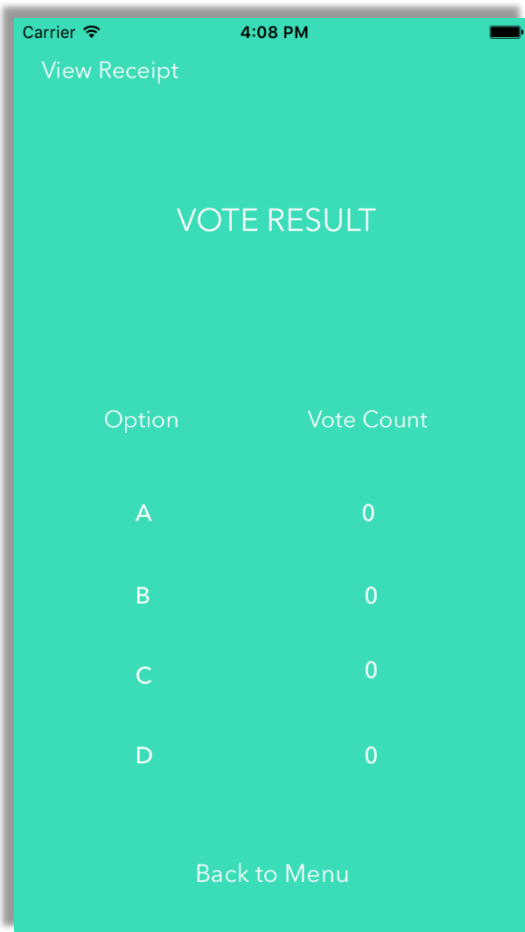 Carrier 4:08 PM
View Receipt
VOTE RESULT
Option Vote Count
A 0
B 0
C 0
D 0
Back to Menu